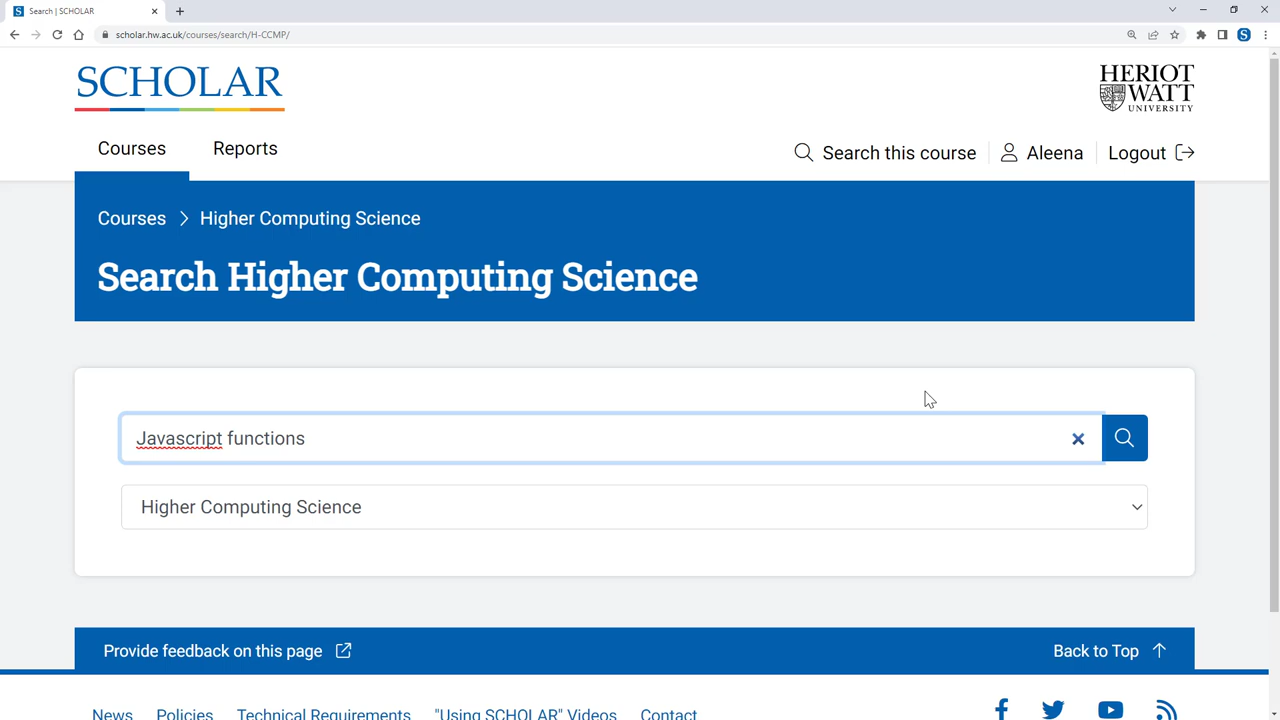 Search | SCHOLAR
scholar.hw.ac.uk/courses/search/H-CCMP/
SCHOLAR
HERIOT
WATT
UNIVERSITY
Courses
Reports
Search this course
Aleena
Logout
Courses
Higher Computing Science
Search Higher Computing Science
Javascript functions
Higher Computing Science
Provide feedback on this page
Back to Top
News
Policies
Technical Requirements
"Using SCHOLAR" Videos
Contact